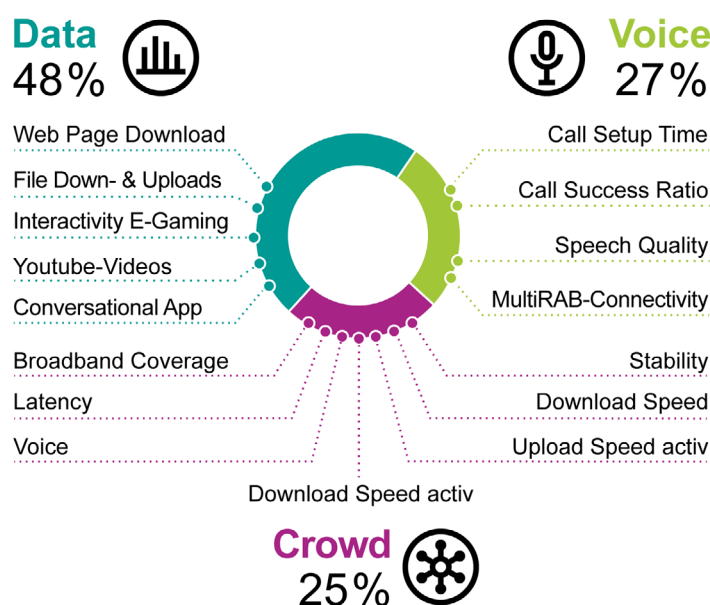 Data
48%
Voice
27%
Web Page Download
File Down- & Uploads
Interactivity E-Gaming
Youtube-Videos
Conversational App
Call Setup Time
Call Success Ratio
Speech Quality
MultiRAB-Connectivity
Broadband Coverage
Latency
Voice
Stability
Download Speed
Upload Speed activ
Download Speed activ
Crowd
25%